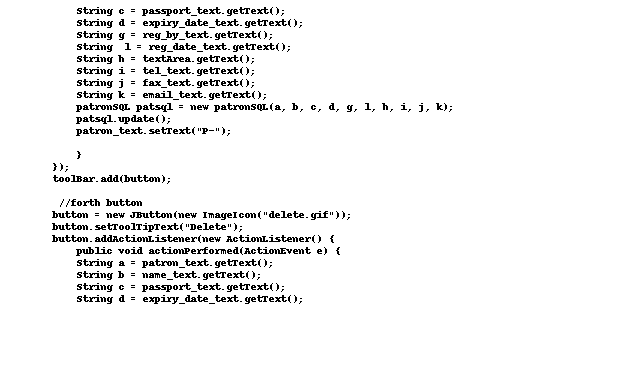 String c = passport_text.getText();
String d = expiry_date_text.getText();
String g = reg_by_text.getText();
String  l = reg_date_text.getText();
String h = textArea.getText();
String i = tel_text.getText();
String j = fax_text.getText();
String k = email_text.getText();
patronSQL patsql = new patronSQL(a, b, c, d, g, l, h, i, j, k);
patsql.update();
patron_text.setText("P-");
}
});
toolBar.add(button);
//forth button
button = new JButton(new ImageIcon("delete.gif"));
button.setToolTipText("Delete");
button.addActionListener(new ActionListener() {
public void actionPerformed(ActionEvent e) {
String a = patron_text.getText();
String b = name_text.getText();
String c = passport_text.getText();
String d = expiry_date_text.getText();